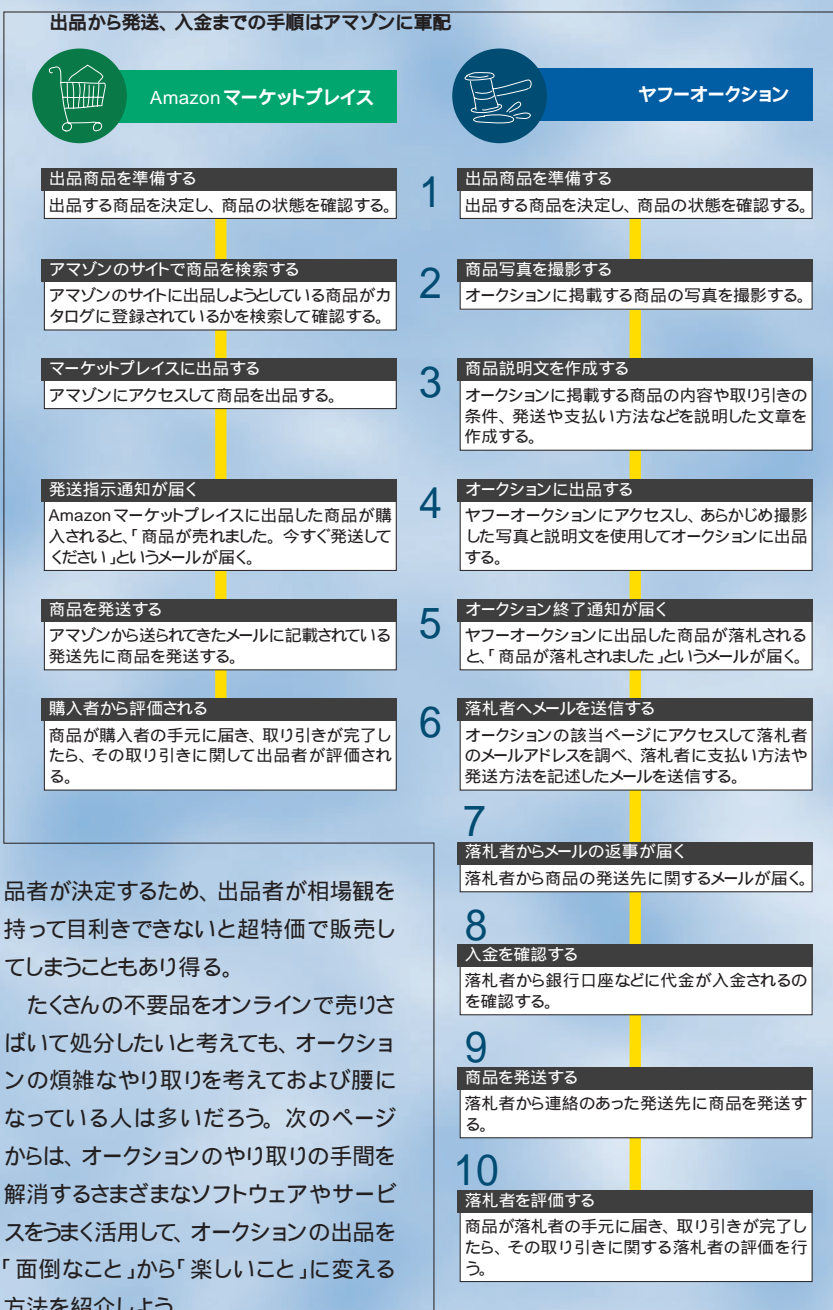 出品から発送、入金までの手順はアマゾンに軍配
Amazonマーケットプレイス
出品商品を準備する
出品する商品を決定し、商品の状態を確認する。
アマゾンのサイトで商品を検索する
アマゾンのサイトに出品しようとしている商品がカ
タログに登録されているかを検索して確認する。
マーケットプレイスに出品する
アマゾンにアクセスして商品を出品する。
発送指示通知が届く
Amazonマーケットプレイスに出品した商品が購
入されると、「商品が売れました。今すぐ発送して
ください」というメールが届く。
商品を発送する
アマゾンから送られてきたメールに記載されている
発送先に商品を発送する。
購入者から評価される
商品が購入者の手元に届き、取り引きが完了し
たら、その取り引きに関して出品者が評価され
る。
ヤフーオークション
1
出品商品を準備する
出品する商品を決定し、商品の状態を確認する。
2
商品写真を撮影する
オークションに掲載する商品の写真を撮影する。
3
商品説明文を作成する
オークションに掲載する商品の内容や取り引きの
条件、発送や支払い方法などを説明した文章を
作成する。
4
オークションに出品する
ヤフーオークションにアクセスし、あらかじめ撮影
した写真と説明文を使用してオークションに出品
する。
5
オークション終了通知が届く
ヤフーオークションに出品した商品が落札される
と、「商品が落札されました」というメールが届く。
6
落札者へメールを送信する
オークションの該当ページにアクセスして落札者
のメールアドレスを調べ、落札者に支払い方法や
発送方法を記述したメールを送信する。
7
落札者からメールの返事が届く
落札者から商品の発送先に関するメールが届く。
8
入金を確認する
落札者から銀行口座などに代金が入金されるの
を確認する。
9
商品を発送する
落札者から連絡のあった発送先に商品を発送す
る。
10
落札者を評価する
商品が落札者の手元に届き、取り引きが完了し
たら、その取り引きに関する落札者の評価を行
う。
品者が決定するため、出品者が相場観を
持って目利きできないと超特価で販売し
てしまうこともあり得る。
たくさんの不要品をオンラインで売りさ
ばいて処分したいと考えても、オークショ
ンの煩雑なやり取りを考えておよび腰に
なっている人は多いだろう。次のページ
からは、オークションのやり取りの手間を
解消するさまざまなソフトウェアやサービ
スをうまく活用して、オークションの出品を
「面倒なこと」から「楽しいこと」に変える
方法を紹介しよう。